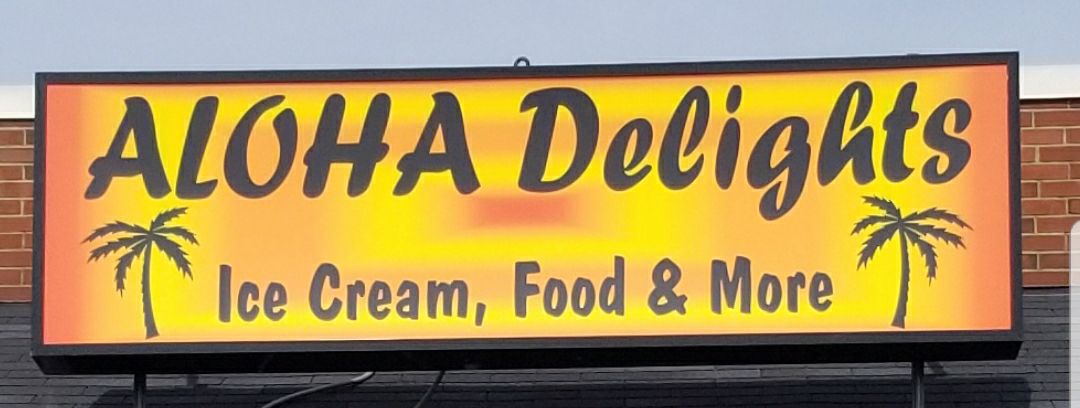 ALOHA Delights
Ice Cream, Food & More